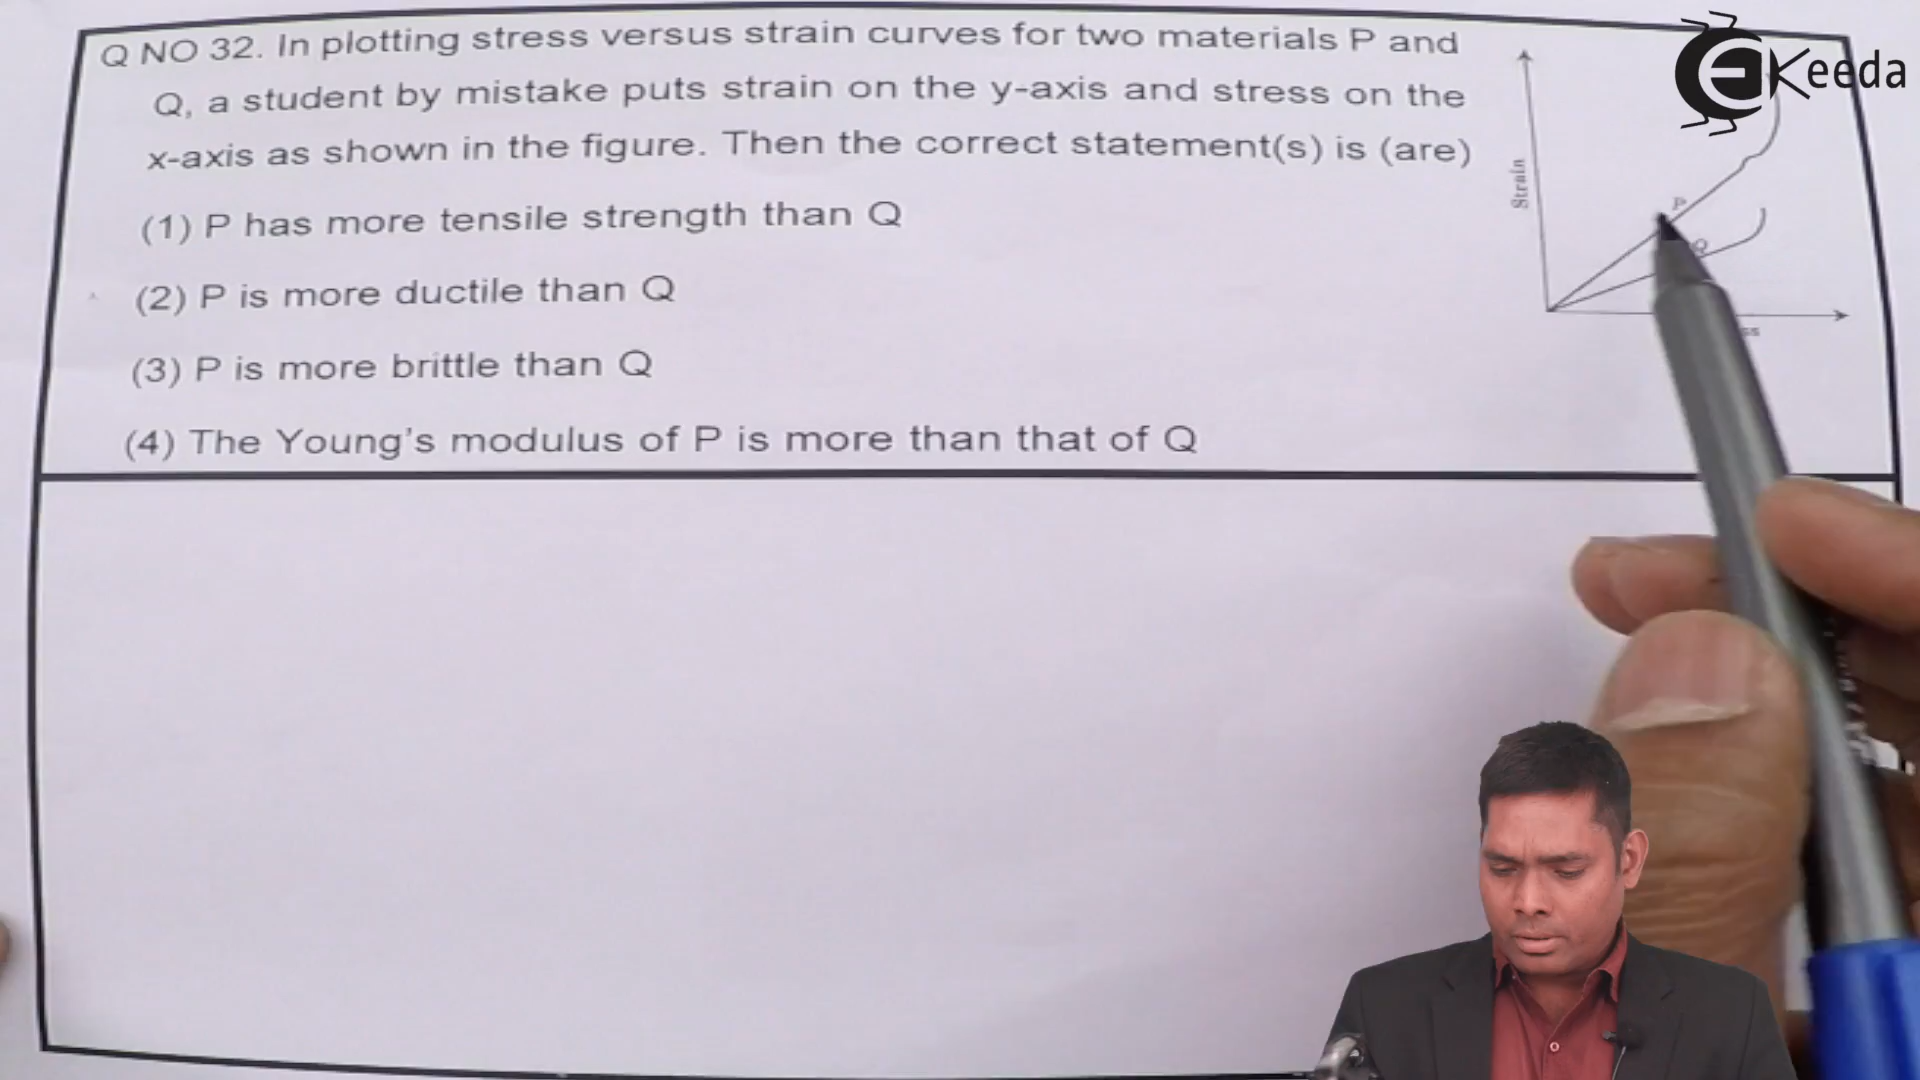 Q NO 32. In plotting stress versus strain curves for two materials P and
Q, a student by mistake puts strain on the y-axis and stress on the
x-axis as shown in the figure. Then the correct statement(s) is (are)
(1) P has more tensile strength than Q
(2) P is more ductile than Q
(3) P is more brittle than Q
(4) The Young's modulus of P is more than that of Q
Strain
P
Q
Keeda